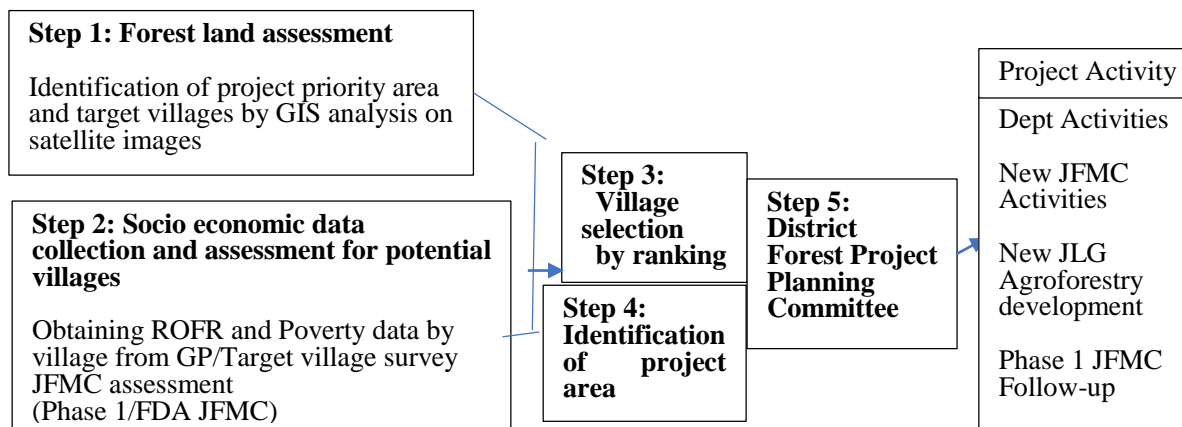 Step 1: Forest land assessment
Identification of project priority area
and target villages by GIS analysis on
satellite images
Step 2: Socio economic data
collection and assessment for potential
villages
Obtaining ROFR and Poverty data by
village from GP/Target village survey
JFMC assessment
(Phase 1/FDA JFMC)
Step 3:
Village
selection
by ranking
Step 4:
Identification
of project
area
Step 5:
District
Forest Project
Planning
Committee
Project Activity
Dept Activities
New JFMC
Activities
New JLG
Agroforestry
development
Phase 1 JFMC
Follow-up